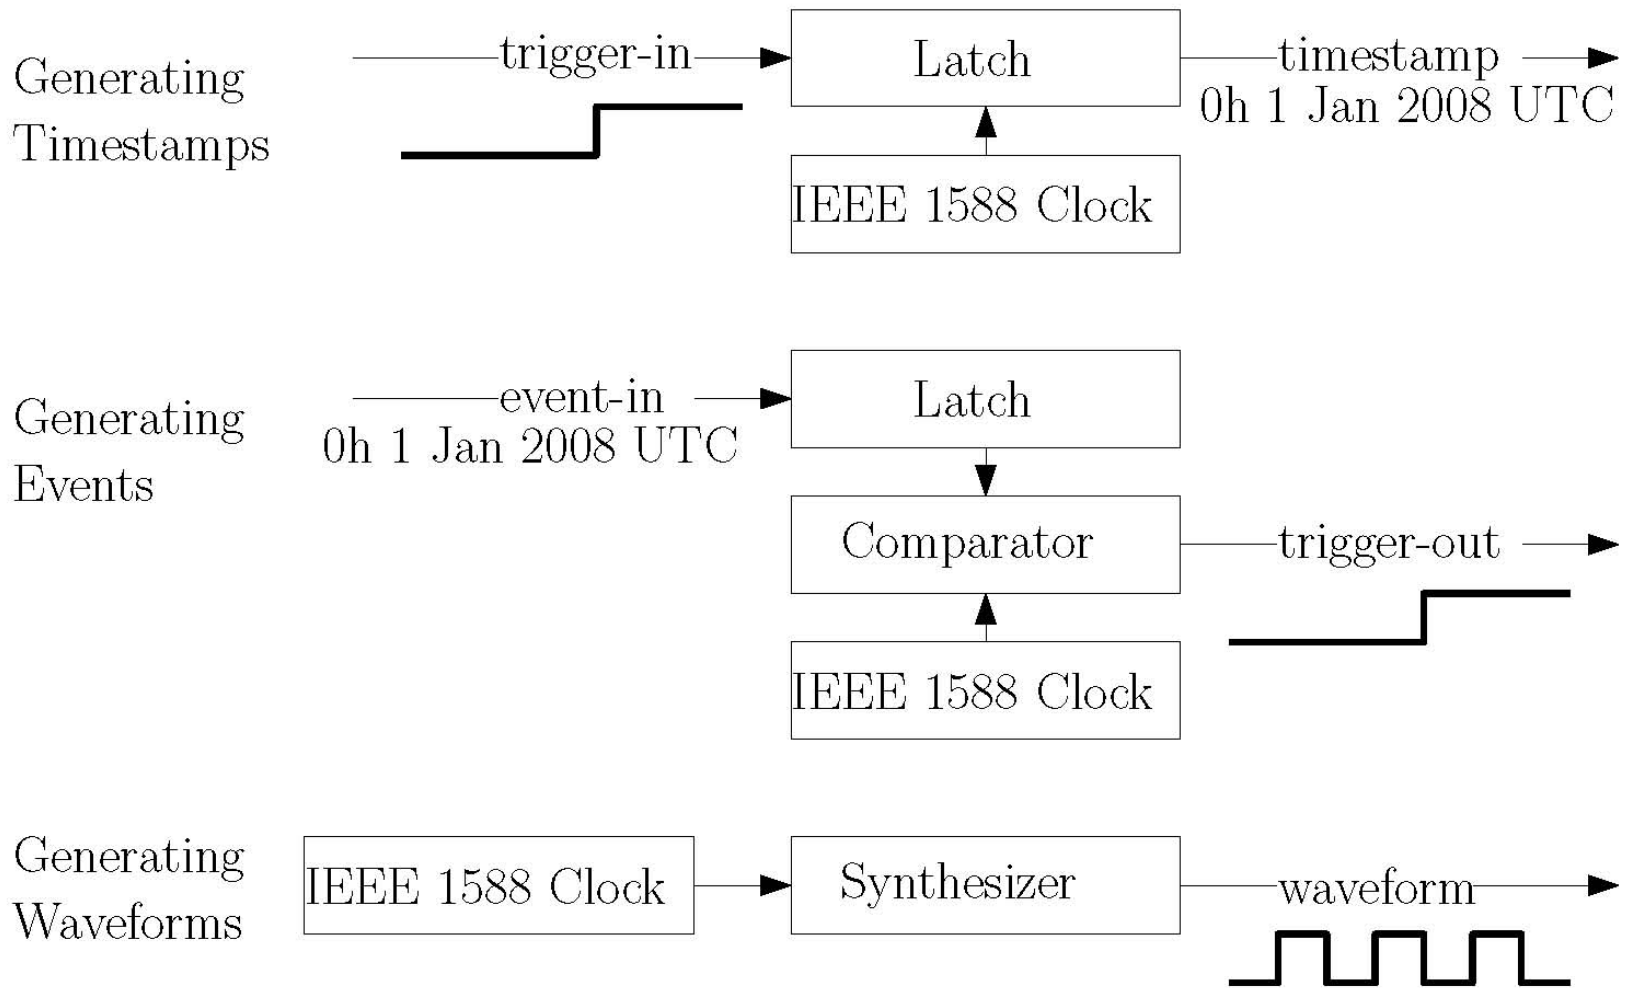 Generating
Timestamps
trigger-in
Latch
timestamp
0h 1 Jan 2008 UTC
IEEE 1588 Clock
Generating
Events
event-in
0h 1 Jan 2008 UTC
Latch
Comparator
trigger-out
IEEE 1588 Clock
Generating
Waveforms
IEEE 1588 Clock
Synthesizer
waveform